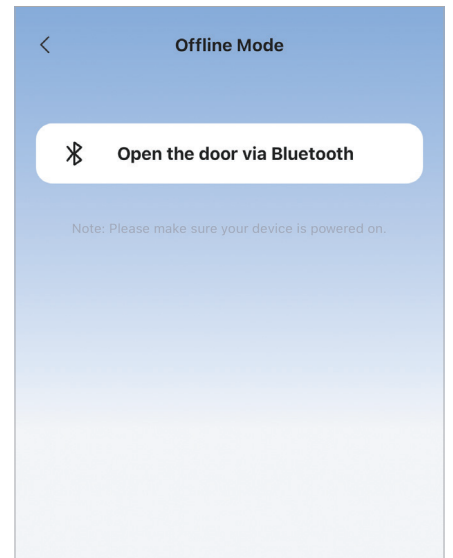 Offline Mode
Open the door via Bluetooth
Note: Please make sure your device is powered on.